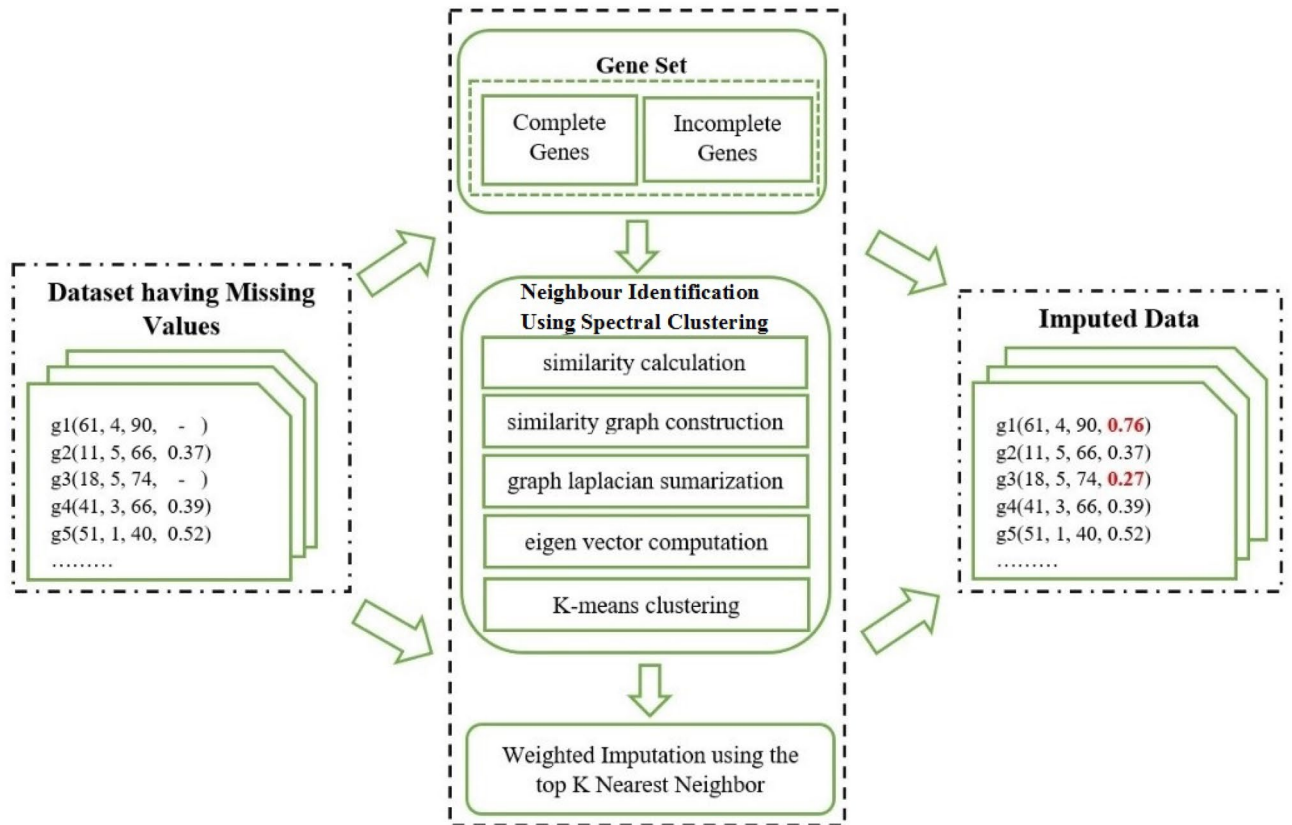 Dataset having Missing
Values
g1(61, 4, 90, - )
g2(11, 5, 66, 0.37)
g3(18, 5, 74, - )
g4(41, 3, 66, 0.39)
g5(51, 1, 40, 0.52)
.........
Gene Set
Complete
Genes
Incomplete
Genes
Neighbour Identification
Using Spectral Clustering
similarity calculation
similarity graph construction
graph laplacian sumarization
eigen vector computation
K-means clustering
Weighted Imputation using the
top K Nearest Neighbor
Imputed Data
g1(61, 4, 90, 0.76)
g2(11, 5, 66, 0.37)
g3(18, 5, 74, 0.27)
g4(41, 3, 66, 0.39)
g5(51, 1, 40, 0.52)
.........